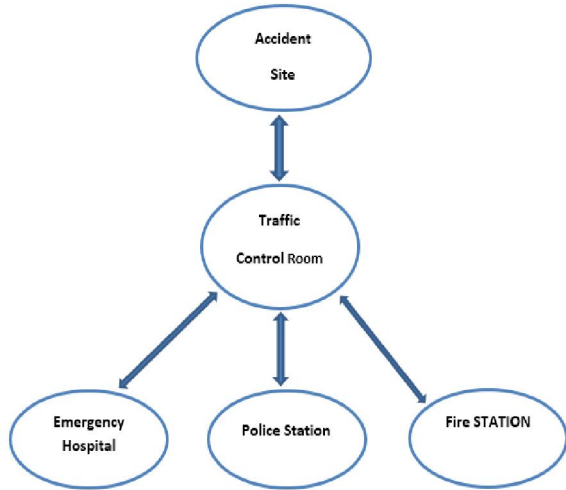 Accident
Site
Traffic
Control Room
Emergency
Hospital
Police Station
Fire STATION